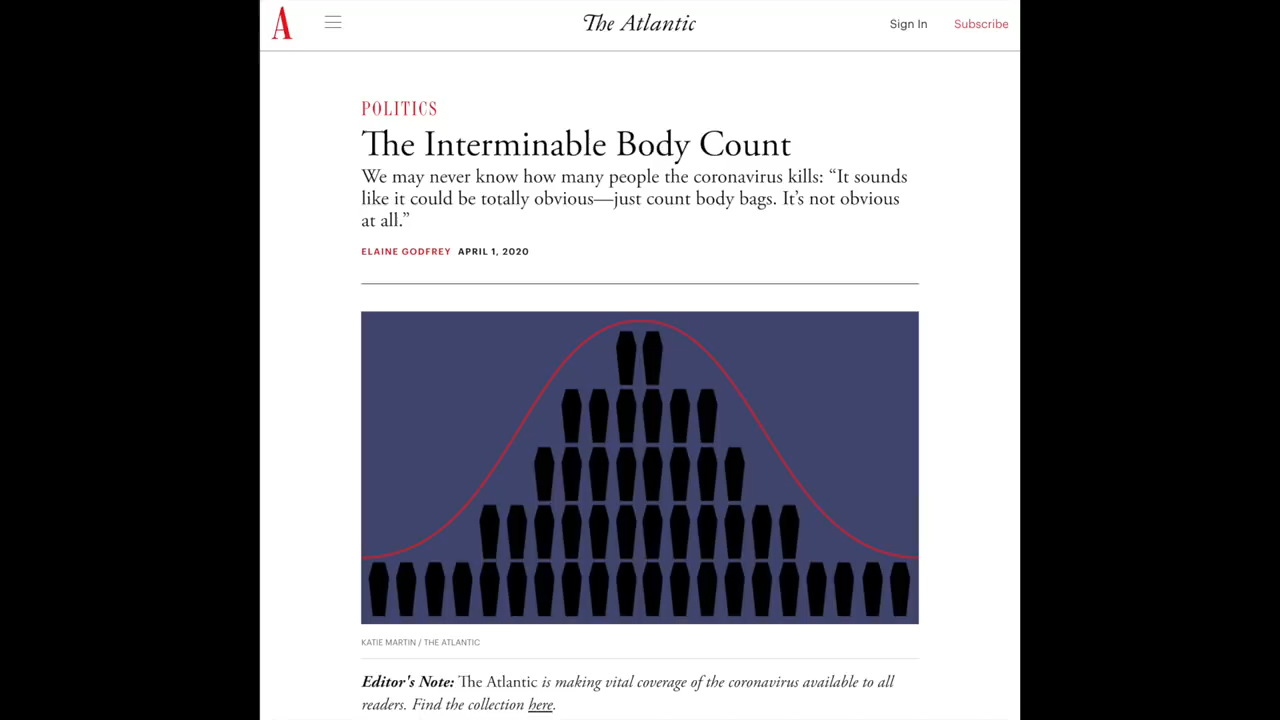 A
The Atlantic
Sign In
Subscribe
POLITICS
The Interminable Body Count
We may never know how many people the coronavirus kills: “It sounds
like it could be totally obvious—just count body bags. It’s not obvious
at all.”
ELAINE GODFREY APRIL 1, 2020
KATIE MARTIN / THE ATLANTIC
Editor's Note: The Atlantic is making vital coverage of the coronavirus available to all
readers. Find the collection here.